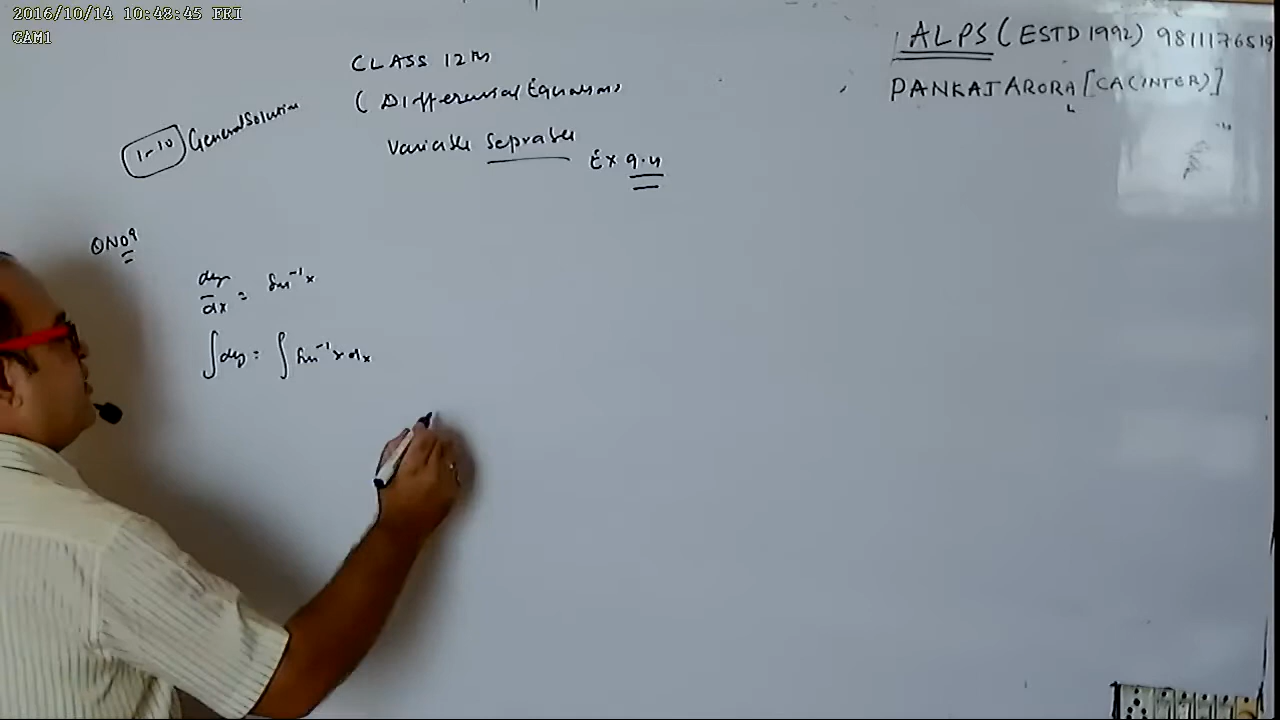 2016/10/14 10:48:45 FRI
CAM1
ALPS (ESTD 1992) 9811176519
PANKAJ ARORA [CA(INTER)]
CLASS 12th
( Differential Equations
Variable Seprable
Ex 9.4
1-10 General Solution
QNO 9
dy/dx = Sin⁻¹x
∫dy = ∫ Sin⁻¹x dx